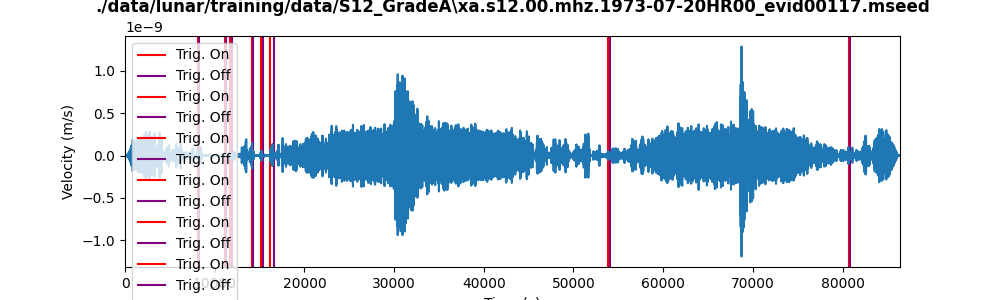 ./data/lunar/training/data/S12_GradeA\xa.s12.00.mhz.1973-07-20HR00_evid00117.mseed
1e−9
1.0
0.5
0.0
−0.5
−1.0
Velocity (m/s)
Trig. On
Trig. Off
Trig. On
Trig. Off
Trig. On
Trig. Off
Trig. On
Trig. Off
Trig. On
Trig. Off
Trig. On
Trig. Off
0 10000 20000 30000 40000 50000 60000 70000 80000